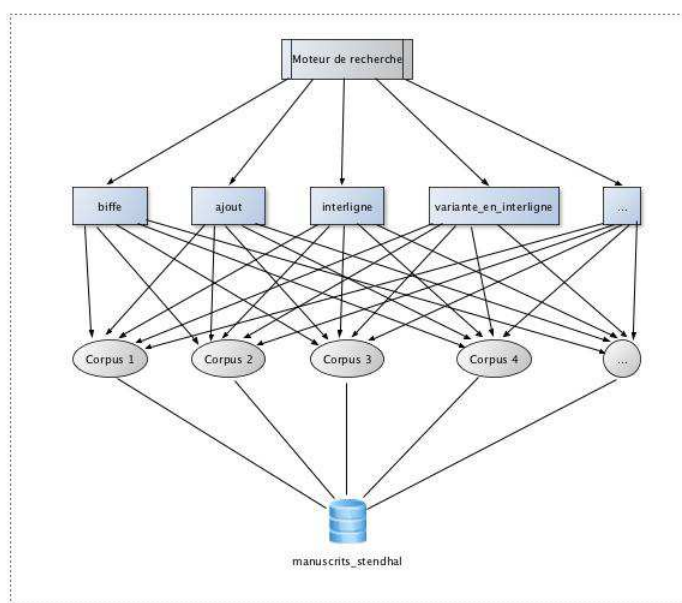 Moteur de recherche
biffe
ajout
interligne
variante_en_interligne
...
Corpus 1
Corpus 2
Corpus 3
Corpus 4
...
manuscrits_stendhal